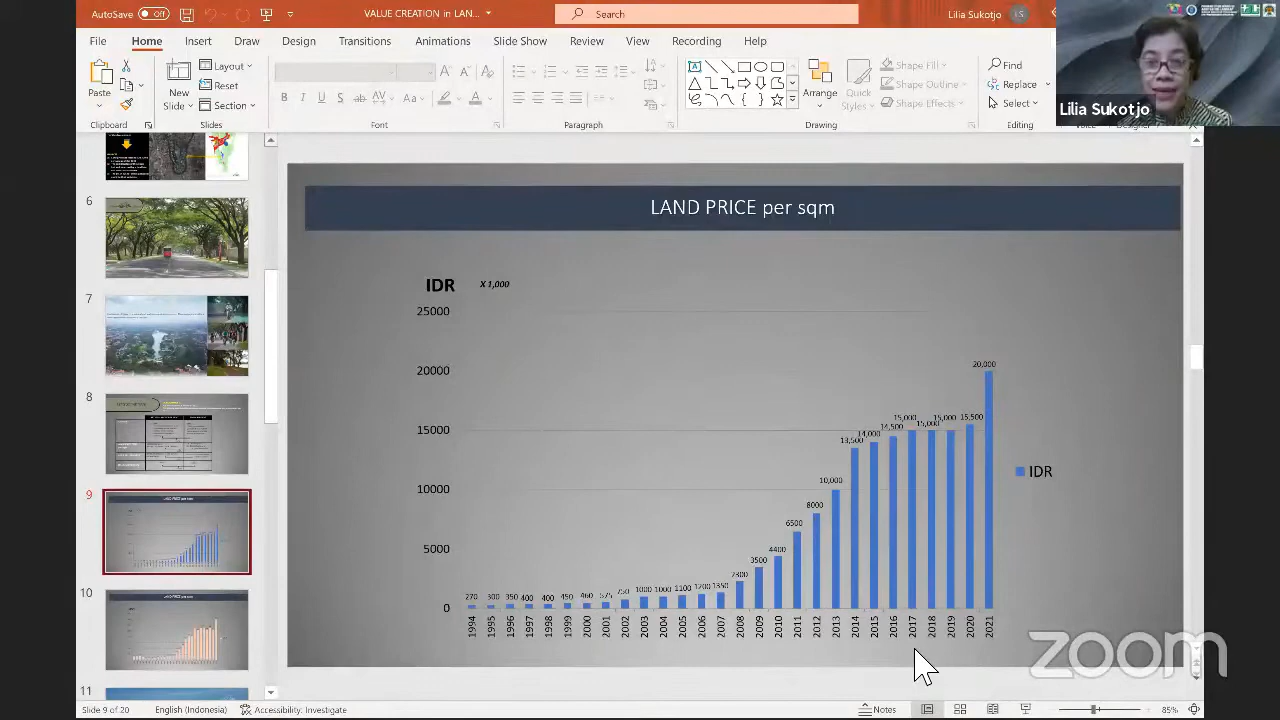 AutoSave Off VALUE CREATION in LAN... Search Lilia Sukotjo LS
File Home Insert Draw Design Transitions Animations Slide Show Review View Recording Help
Paste
New Slide
Layout
Reset
Section
Arrange
Quick Styles
Shape Fill
Shape Outline
Shape Effects
Find
Replace
Select
Clipboard Slides Font Paragraph Drawing Editing
Lilia Sukotjo
6
7
8
9
10
11
LAND PRICE per sqm
IDR X 1,000
25000
20000
15000
10000
5000
0
270 300 350 400 400 450 460 525 750 1000 1000 1100 1200 1350 2300 3500 4400 6500 8000 10,000 13,500 15,000 15,000 15,000 15,500 20,000
1994 1995 1996 1997 1998 1999 2000 2001 2002 2003 2004 2005 2006 2007 2008 2009 2010 2011 2012 2013 2014 2015 2016 2017 2018 2019 2020 2021
IDR
zoom
Slide 9 of 20 English (Indonesia) Accessibility: Investigate Notes 85%